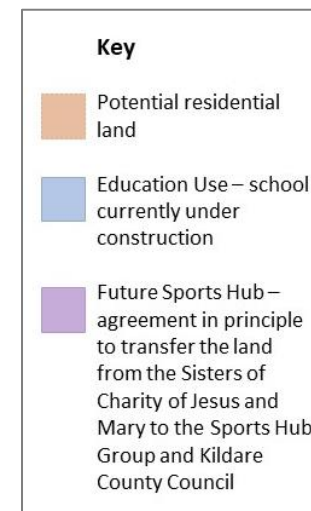 Key
Potential residential
land
Education Use – school
currently under
construction
Future Sports Hub –
agreement in principle
to transfer the land
from the Sisters of
Charity of Jesus and
Mary to the Sports Hub
Group and Kildare
County Council